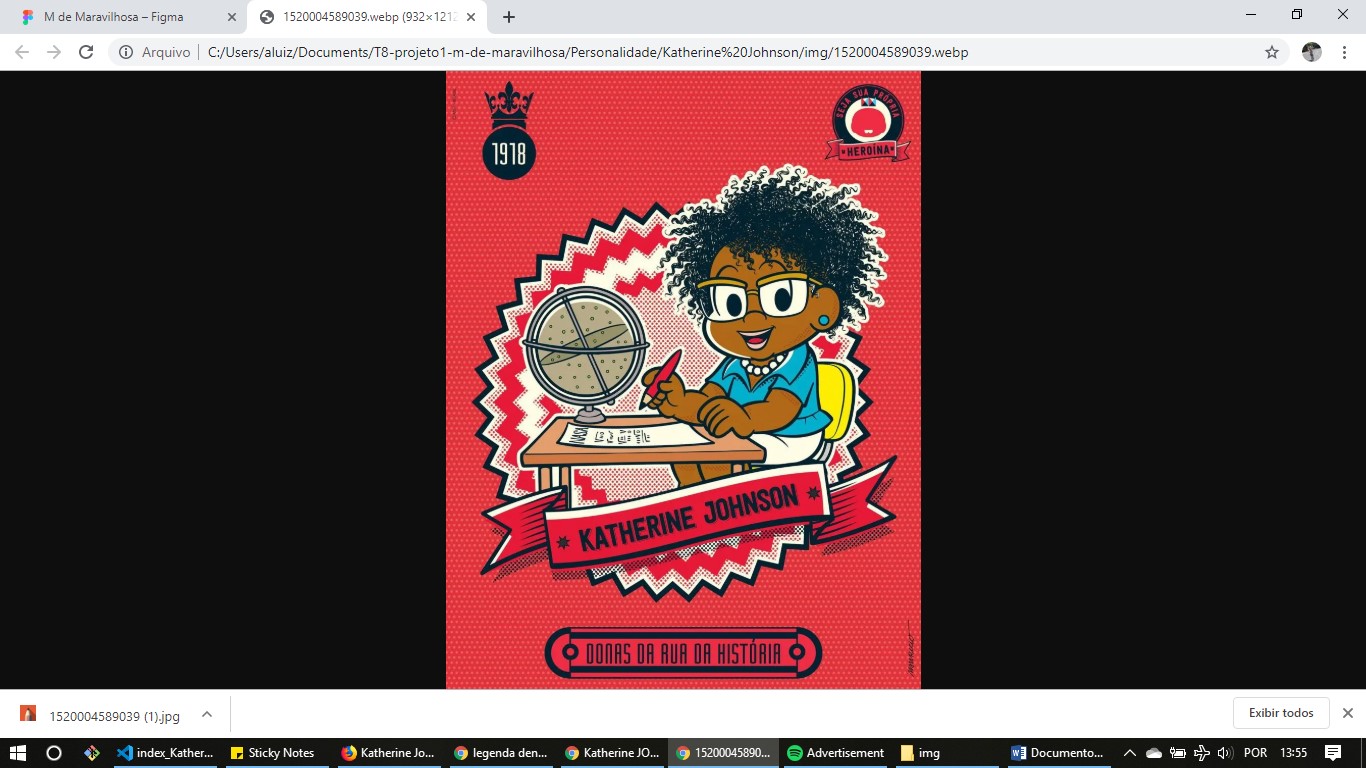 M de Maravilhosa – Figma
1520004589039.webp (932×1212
Arquivo
C:/Users/aluiz/Documents/T8-projeto1-m-de-maravilhosa/Personalidade/Katherine%20Johnson/img/1520004589039.webp
1918
SEJA SUA PRÓPRIA
HEROÍNA
KATHERINE JOHNSON
DONAS DA RUA DA HISTÓRIA
1520004589039 (1).jpg
Exibir todos
index_Kather...
Sticky Notes
Katherine Jo...
legenda den...
Katherine JO...
15200045890...
Advertisement
img
Documento...
POR
13:55